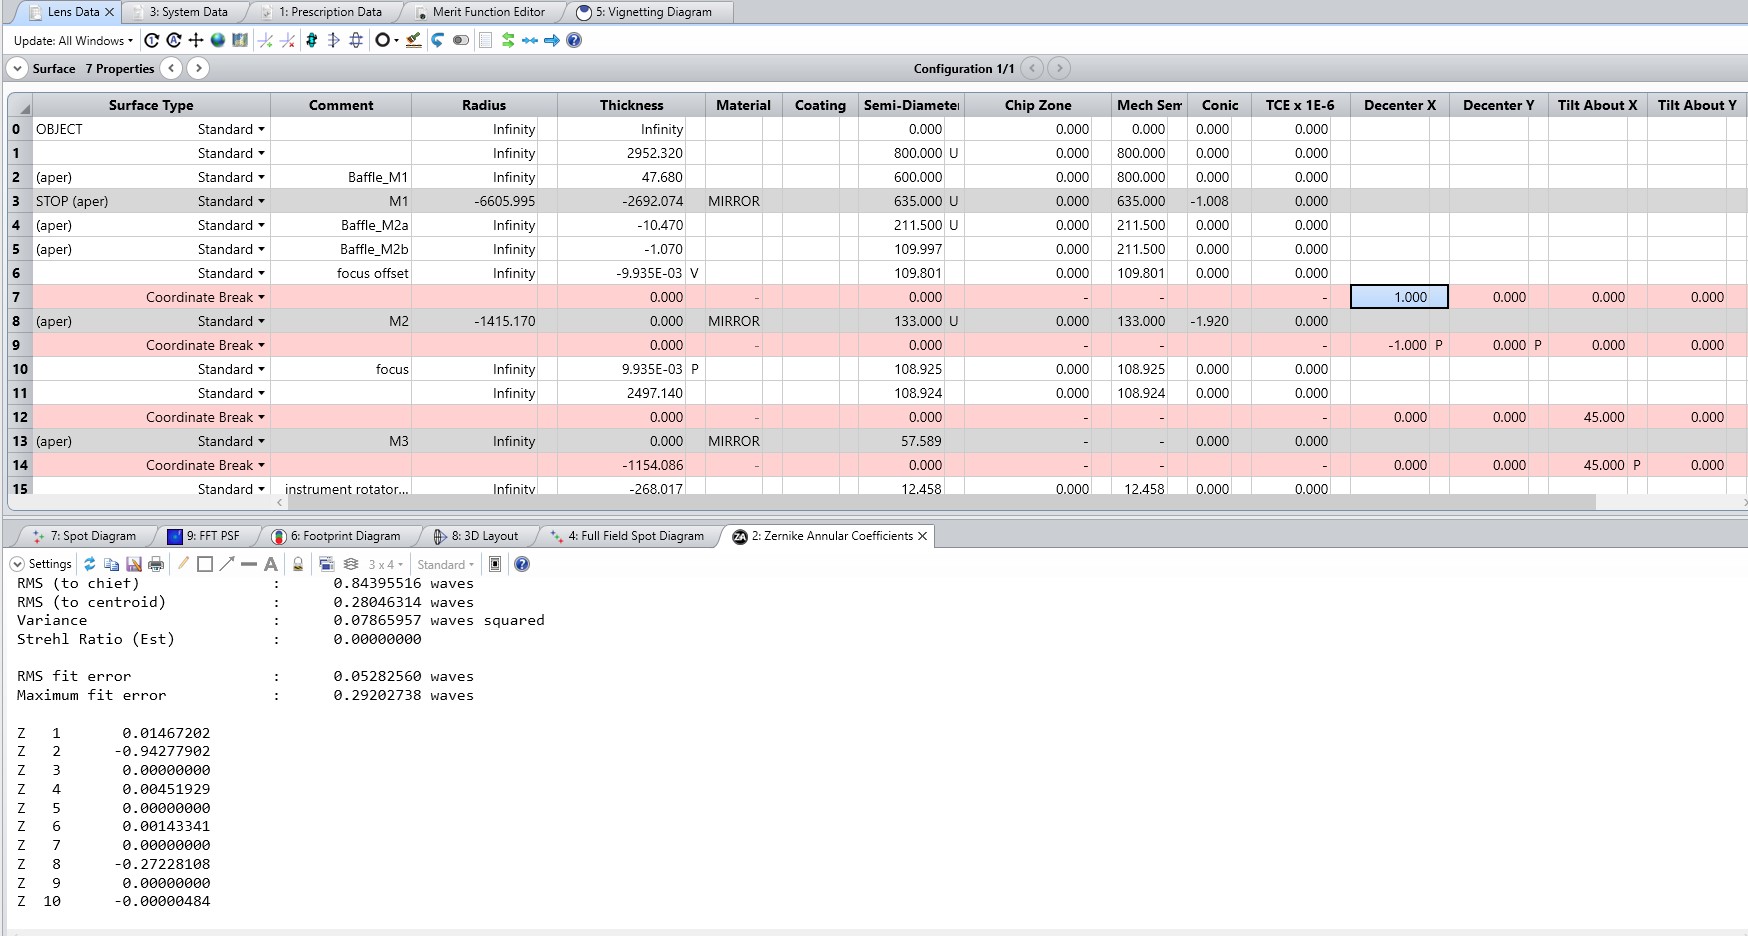 Lens Data × 3: System Data 1: Prescription Data Merit Function Editor 5: Vignetting Diagram
Update: All Windows
Surface 7 Properties Configuration 1/1
Surface Type Comment Radius Thickness Material Coating Semi-Diamete Chip Zone Mech Sem Conic TCE x 1E-6 Decenter X Decenter Y Tilt About X Tilt About Y
0 OBJECT Standard Infinity Infinity 0.000 0.000 0.000 0.000 0.000
1 Standard Infinity 2952.320 800.000 U 0.000 800.000 0.000 0.000
2 (aper) Standard Baffle_M1 Infinity 47.680 600.000 0.000 800.000 0.000 0.000
3 STOP (aper) Standard M1 -6605.995 -2692.074 MIRROR 635.000 U 0.000 635.000 -1.008 0.000
4 (aper) Standard Baffle_M2a Infinity -10.470 211.500 U 0.000 211.500 0.000 0.000
5 (aper) Standard Baffle_M2b Infinity -1.070 109.997 0.000 211.500 0.000 0.000
6 Standard focus offset Infinity -9.935E-03 V 109.801 0.000 109.801 0.000 0.000
7 Coordinate Break 0.000 - 0.000 - - - 1.000 0.000 0.000 0.000
8 (aper) Standard M2 -1415.170 0.000 MIRROR 133.000 U 0.000 133.000 -1.920 0.000
9 Coordinate Break 0.000 - 0.000 - - - -1.000 P 0.000 P 0.000 0.000
10 Standard focus Infinity 9.935E-03 P 108.925 0.000 108.925 0.000 0.000
11 Standard Infinity 2497.140 108.924 0.000 108.924 0.000 0.000
12 Coordinate Break 0.000 - 0.000 - - - 0.000 0.000 45.000 0.000
13 (aper) Standard M3 Infinity 0.000 MIRROR 57.589 - - 0.000 0.000
14 Coordinate Break -1154.086 - 0.000 - - - 0.000 0.000 45.000 P 0.000
15 Standard instrument rotator... Infinity -268.017 12.458 0.000 12.458 0.000 0.000
7: Spot Diagram 9: FFT PSF 6: Footprint Diagram 8: 3D Layout 4: Full Field Spot Diagram ZA 2: Zernike Annular Coefficients ×
Settings A 3 x 4 Standard
RMS (to chief) : 0.84395516 waves
RMS (to centroid) : 0.28046314 waves
Variance : 0.07865957 waves squared
Strehl Ratio (Est) : 0.00000000
RMS fit error : 0.05282560 waves
Maximum fit error : 0.29202738 waves
Z 1 0.01467202
Z 2 -0.94277902
Z 3 0.00000000
Z 4 0.00451929
Z 5 0.00000000
Z 6 0.00143341
Z 7 0.00000000
Z 8 -0.27228108
Z 9 0.00000000
Z 10 -0.00000484